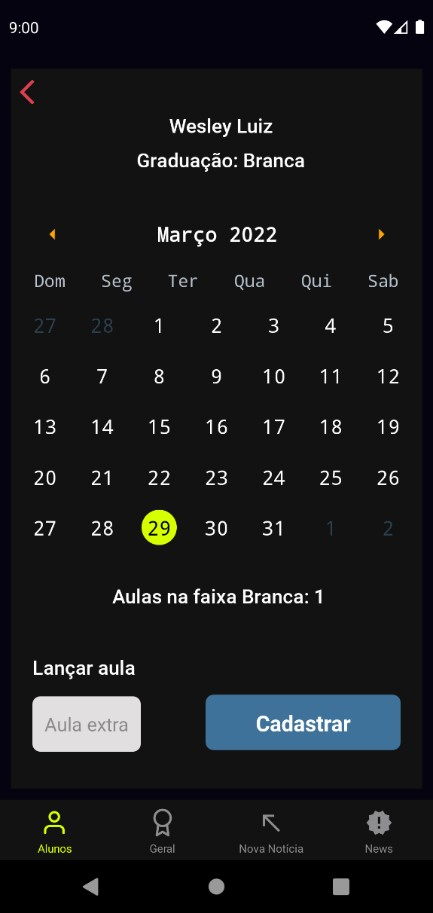 9:00
Wesley Luiz
Graduação: Branca
Março 2022
Dom Seg Ter Qua Qui Sab
27 28 1 2 3 4 5
6 7 8 9 10 11 12
13 14 15 16 17 18 19
20 21 22 23 24 25 26
27 28 29 30 31 1 2
Aulas na faixa Branca: 1
Lançar aula
Aula extra Cadastrar
Alunos Geral Nova Notícia News